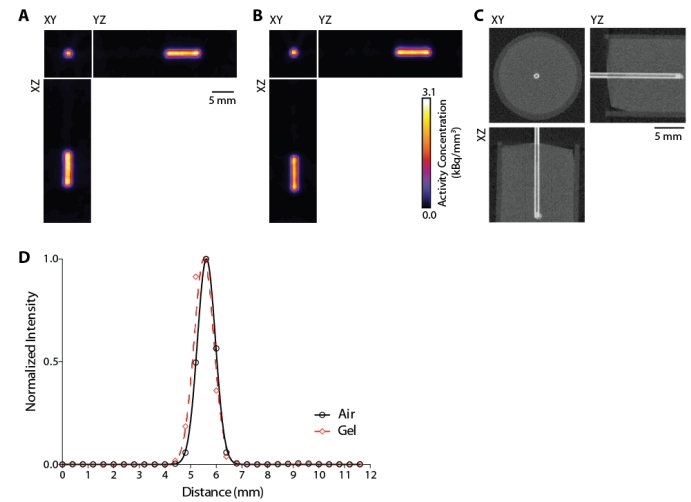 A
XY
YZ
XZ
5 mm
B
XY
YZ
XZ
3.1
0.0
Activity Concentration
(kBq/mm³)
C
XY
YZ
XZ
5 mm
D
Normalized Intensity
1.0
0.5
0.0
0 1 2 3 4 5 6 7 8 9 10 11 12
Distance (mm)
Air
Gel